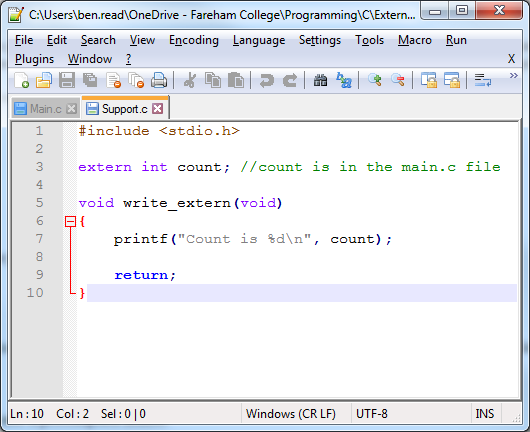 C:\Users\ben.read\OneDrive - Fareham College\Programming\C\Extern...
File Edit Search View Encoding Language Settings Tools Macro Run
Plugins Window ? X
Main.c Support.c
1 #include <stdio.h>
2
3 extern int count; //count is in the main.c file
4
5 void write_extern(void)
6 {
7 printf("Count is %d\n", count);
8
9 return;
10 }
Ln : 10 Col : 2 Sel : 0 | 0 Windows (CR LF) UTF-8 INS